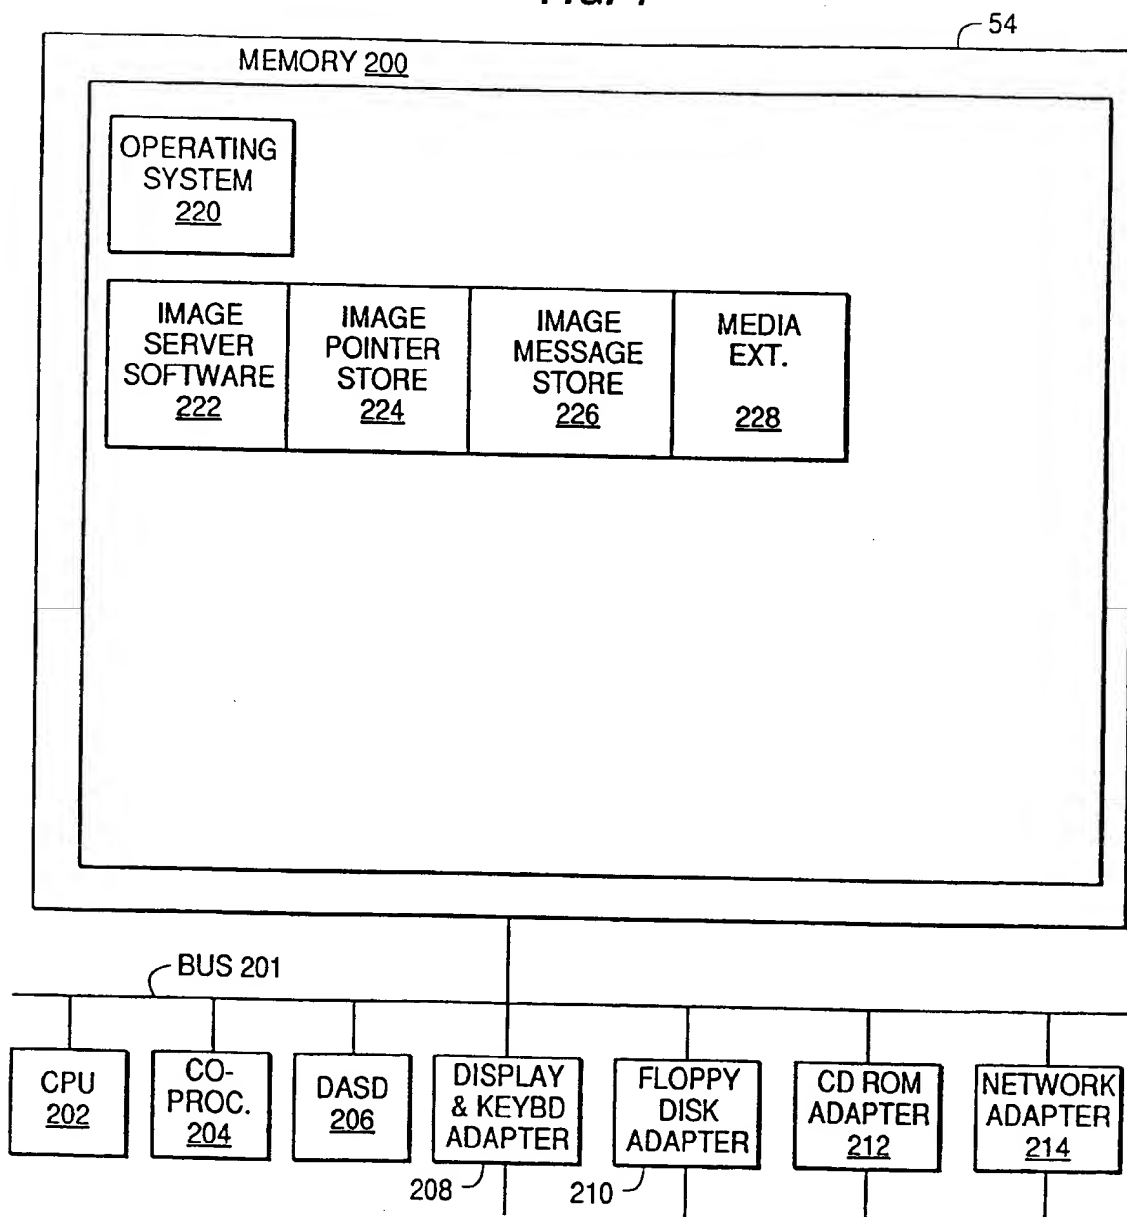 54
MEMORY 200
OPERATING
SYSTEM
220
IMAGE
SERVER
SOFTWARE
222
IMAGE
POINTER
STORE
224
IMAGE
MESSAGE
STORE
226
MEDIA
EXT.
228
BUS 201
CPU
202
CO-
PROC.
204
DASD
206
DISPLAY
& KEYBD
ADAPTER
208
FLOPPY
DISK
ADAPTER
210
CD ROM
ADAPTER
212
NETWORK
ADAPTER
214